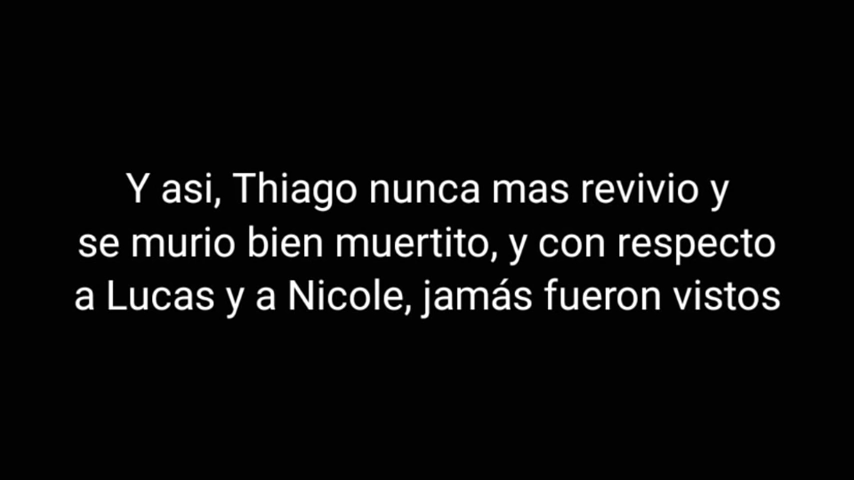 Y asi, Thiago nunca mas revivio y
se murio bien muertito, y con respecto
a Lucas y a Nicole, jamás fueron vistos